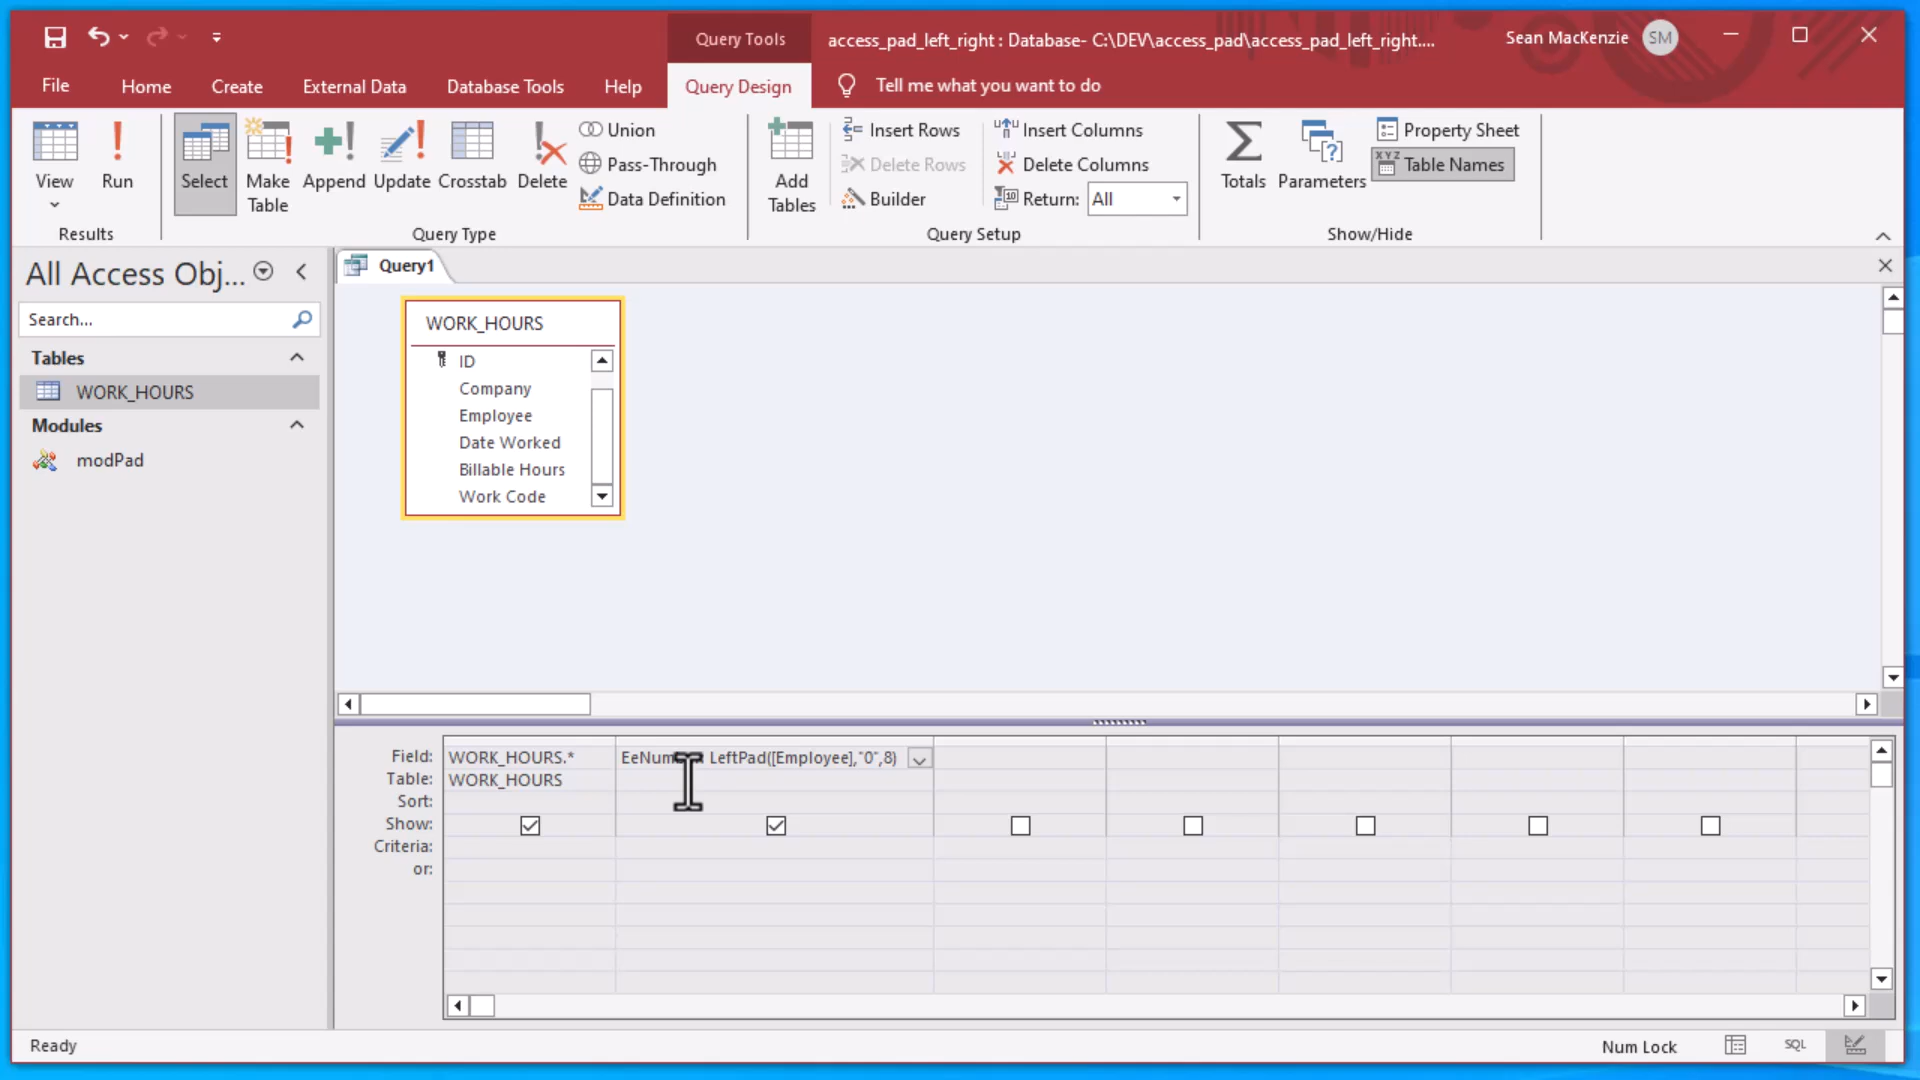 Query Tools
access_pad_left_right : Database- C:\DEV\access_pad\access_pad_left_right....
Sean MacKenzie
SM
File
Home
Create
External Data
Database Tools
Help
Query Design
Tell me what you want to do
View
Run
Select
Make Table
Append
Update
Crosstab
Delete
Union
Pass-Through
Data Definition
Add Tables
Insert Rows
Delete Rows
Builder
Insert Columns
Delete Columns
Return: All
Totals
Parameters
Property Sheet
XYZ
Table Names
Results
Query Type
Query Setup
Show/Hide
All Access Obj...
Query1
Search...
Tables
WORK_HOURS
Modules
modPad
WORK_HOURS
ID
Company
Employee
Date Worked
Billable Hours
Work Code
Field: WORK_HOURS.* LeftPad([Employee],"0",8)
Table: WORK_HOURS
Sort:
Show:
Criteria:
or:
Ready
Num Lock
SQL